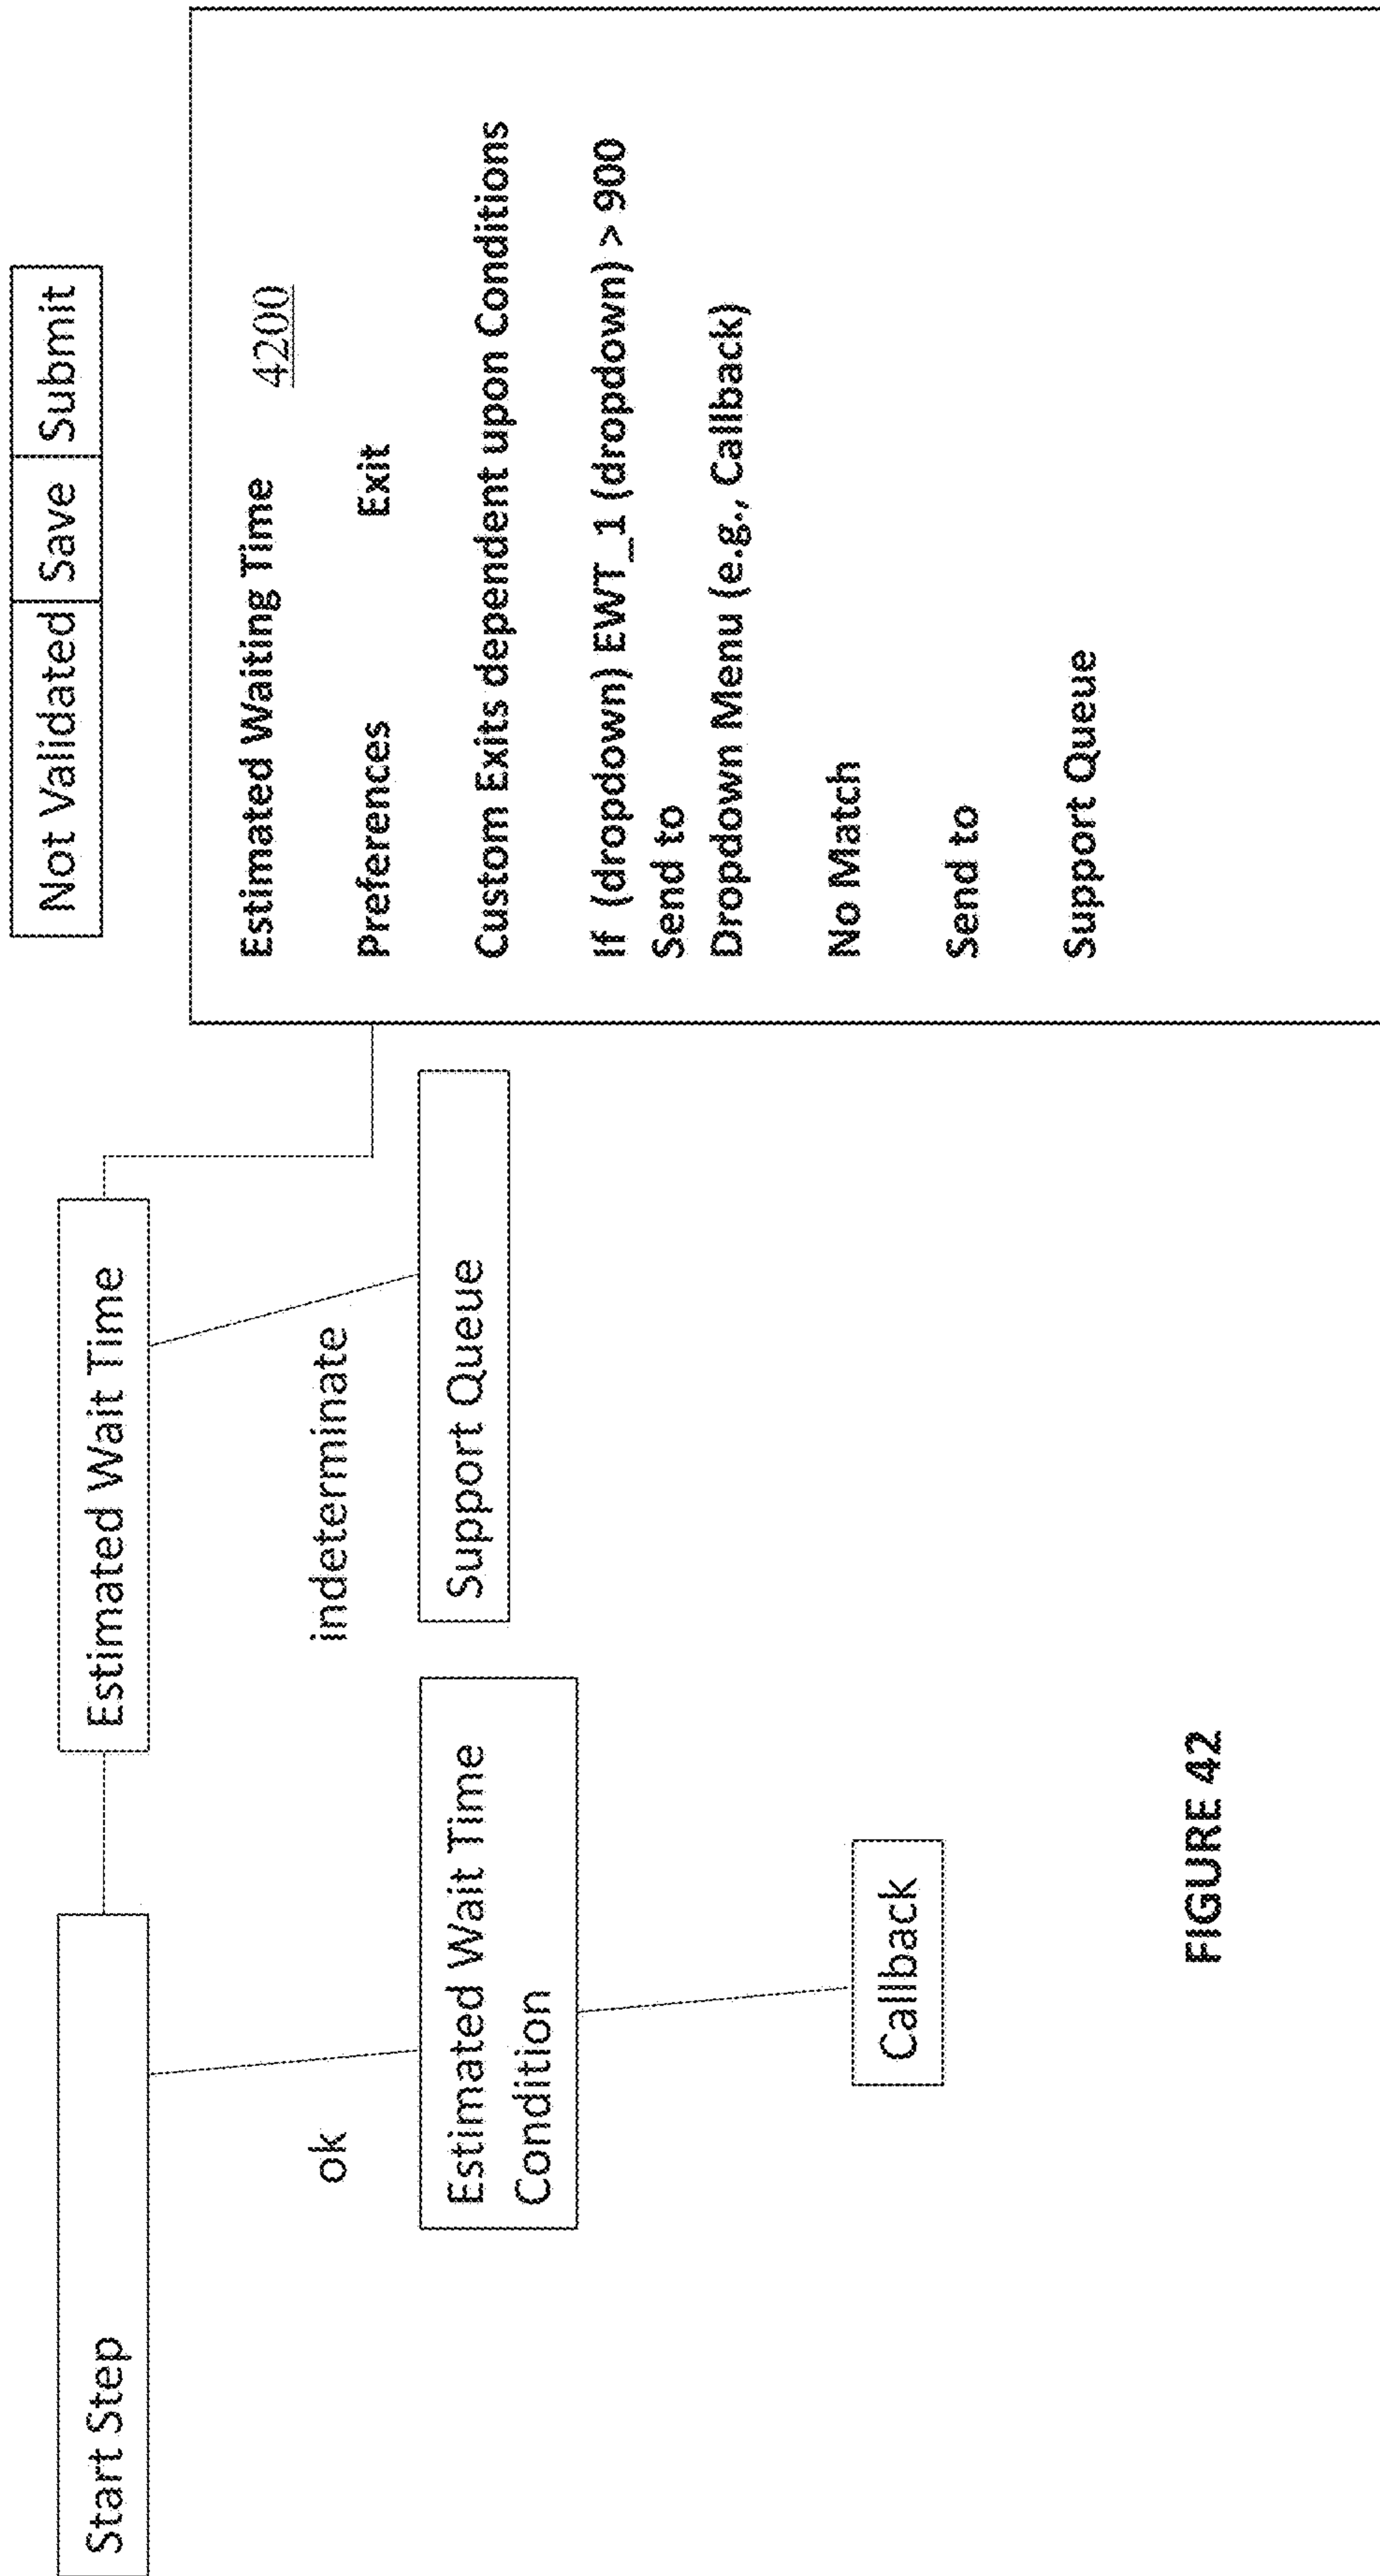 Not Validated
Save
Submit
Start Step
Estimated Wait Time
ok
indeterminate
Estimated Wait Time
Condition
Support Queue
Callback
Estimated Waiting Time 4200
Preferences Exit
Custom Exits dependent upon Conditions
If (dropdown) EWT_1 (dropdown) > 900
Send to
Dropdown Menu (e.g., Callback)
No Match
Send to
Support Queue
FIGURE 42